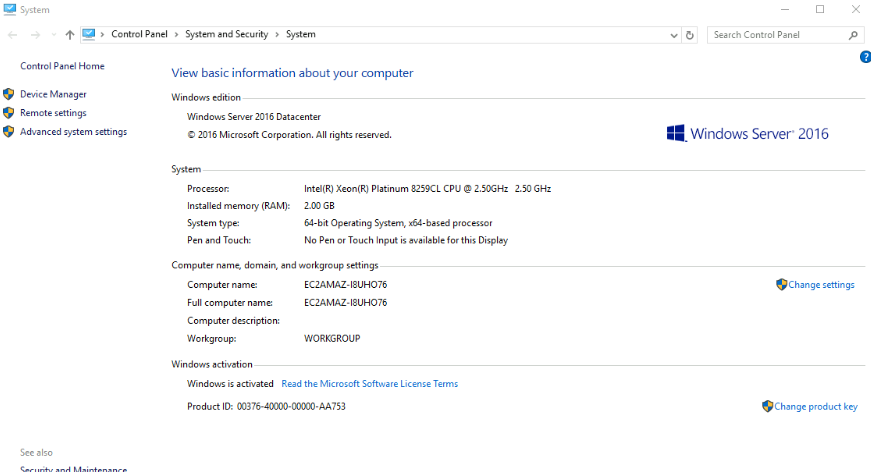 System
Control Panel > System and Security > System
Search Control Panel
Control Panel Home
Device Manager
Remote settings
Advanced system settings
View basic information about your computer
Windows edition
Windows Server 2016 Datacenter
© 2016 Microsoft Corporation. All rights reserved.
Windows Server® 2016
System
Processor: Intel(R) Xeon(R) Platinum 8259CL CPU @ 2.50GHz 2.50 GHz
Installed memory (RAM): 2.00 GB
System type: 64-bit Operating System, x64-based processor
Pen and Touch: No Pen or Touch Input is available for this Display
Computer name, domain, and workgroup settings
Computer name: EC2AMAZ-I8UHO76 Change settings
Full computer name: EC2AMAZ-I8UHO76
Computer description:
Workgroup: WORKGROUP
Windows activation
Windows is activated Read the Microsoft Software License Terms
Product ID: 00376-40000-00000-AA753 Change product key
See also
Security and Maintenance